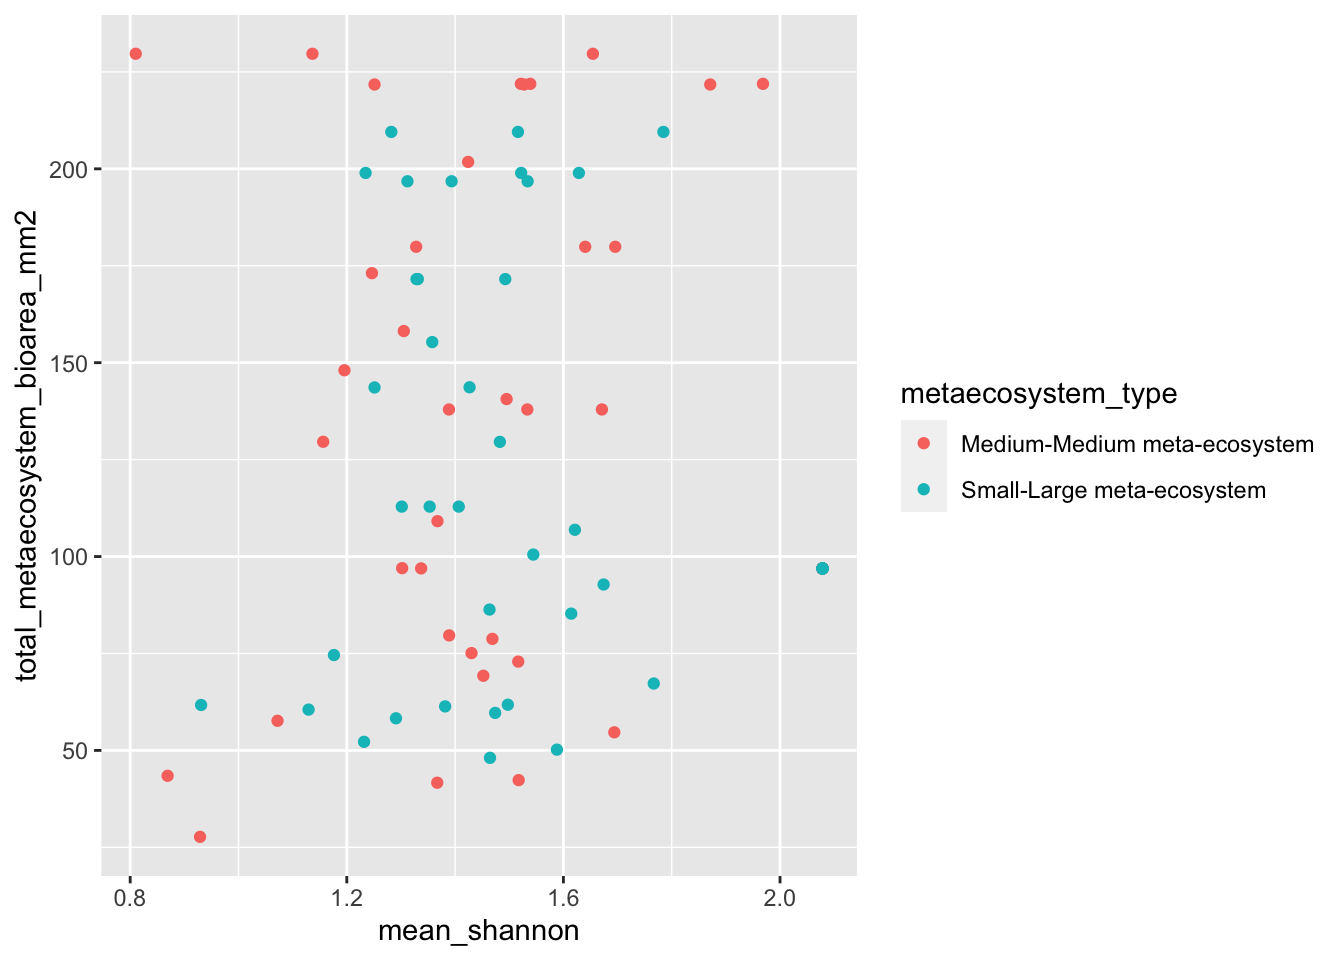 200
150
100
50
0.8
1.2
1.6
2.0
mean_shannon
total_metaecosystem_bioarea_mm2
metaecosystem_type
Medium-Medium meta-ecosystem
Small-Large meta-ecosystem